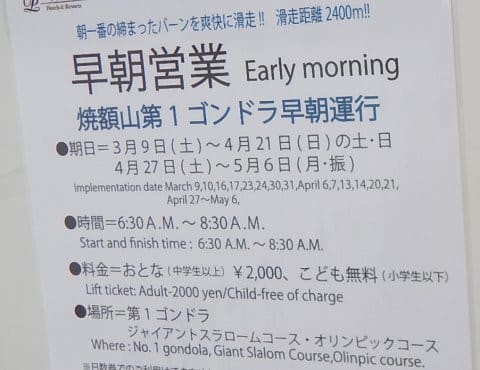 Hotels & Resorts
朝一番の締まったバーンを爽快に滑走!! 滑走距離 2400m!!
早朝営業 Early morning
焼額山第1ゴンドラ早朝運行
●期日=3月9日(土)～4月21日(日)の土・日
4月27日(土)～5月6日(月・振)
Implementation date March 9,10,16,17,23,24,30,31,April 6,7,13,14,20,21,
April 27～May 6,
●時間=6:30 A.M.～8:30 A.M.
Start and finish time : 6:30 A.M.～8:30 A.M.
●料金=おとな(中学生以上)￥2,000、こども無料(小学生以下)
Lift ticket: Adult-2000 yen/Child-free of charge
●場所=第1ゴンドラ
ジャイアントスラロームコース・オリンピックコース
Where : No.1 gondola, Giant Slalom Course,Olinpic course.